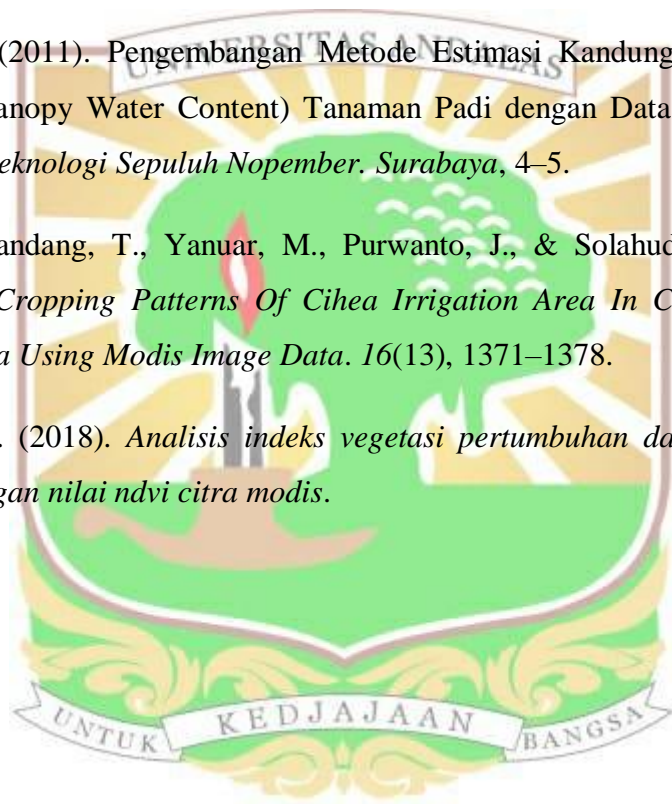 (2011). Pengembangan Metode Estimasi Kandung
anopy Water Content) Tanaman Padi dengan Data
eknologi Sepuluh Nopember. Surabaya, 4–5.
andang, T., Yanuar, M., Purwanto, J., & Solahud
Cropping Patterns Of Cihea Irrigation Area In C
a Using Modis Image Data. 16(13), 1371–1378.
. (2018). Analisis indeks vegetasi pertumbuhan da
gan nilai ndvi citra modis.
UNIVERSITAS ANDALAS
UNTUK KEDJAJAAN BANGSA